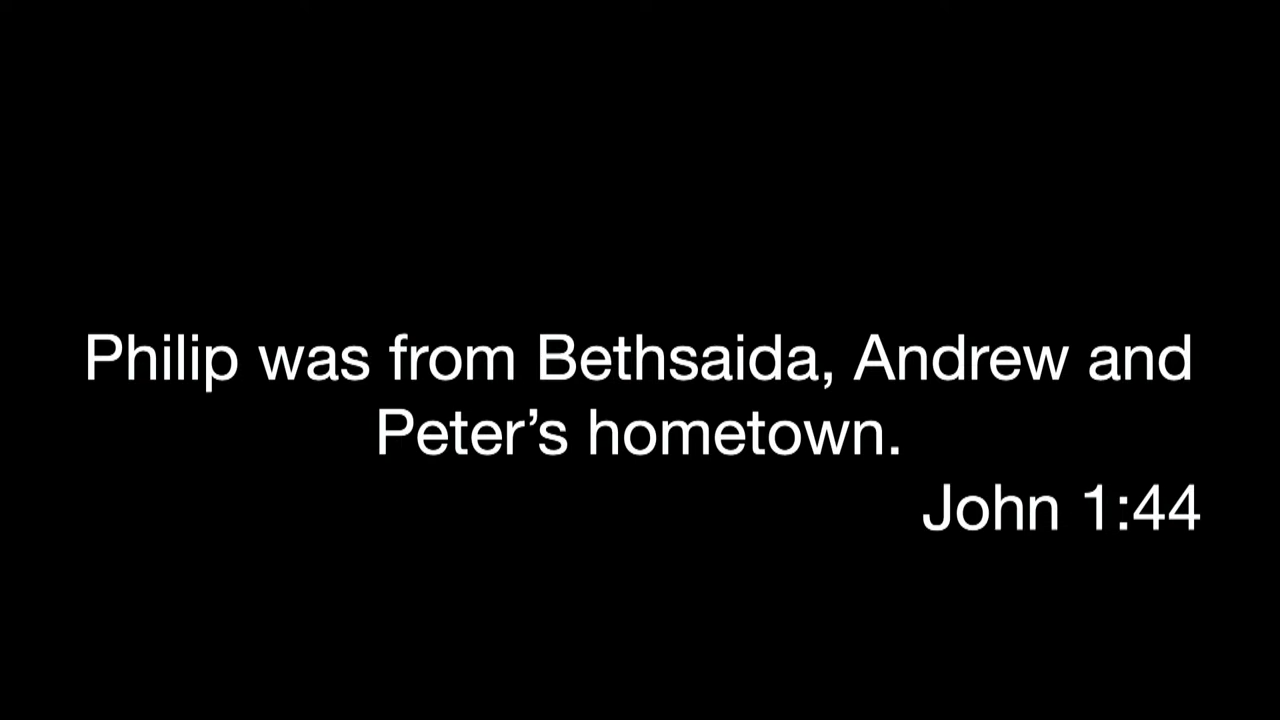 Philip was from Bethsaida, Andrew and
Peter’s hometown.
John 1:44